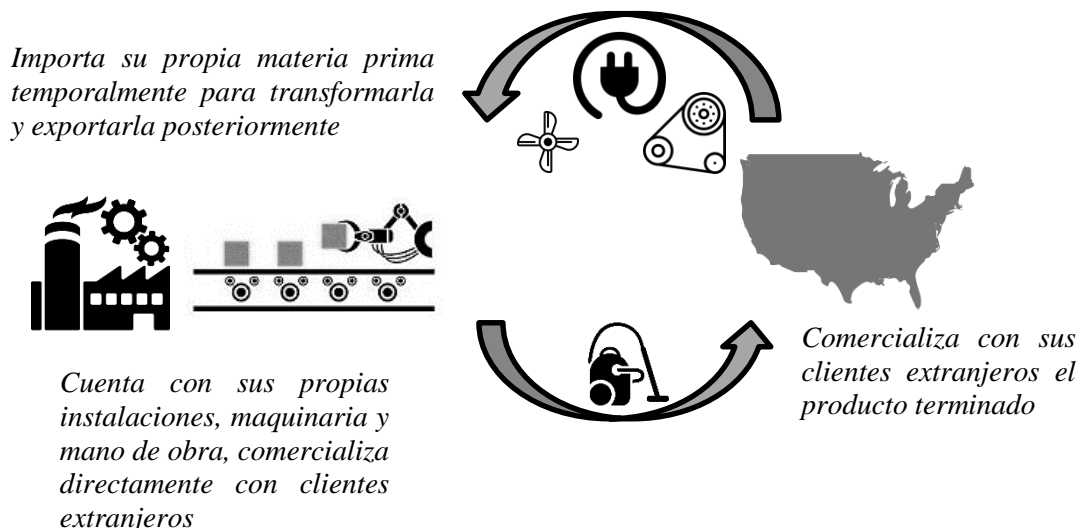 Importa su propia materia prima
temporalmente para transformarla
y exportarla posteriormente
Cuenta con sus propias
instalaciones, maquinaria y
mano de obra, comercializa
directamente con clientes
extranjeros
Comercializa con sus
clientes extranjeros el
producto terminado